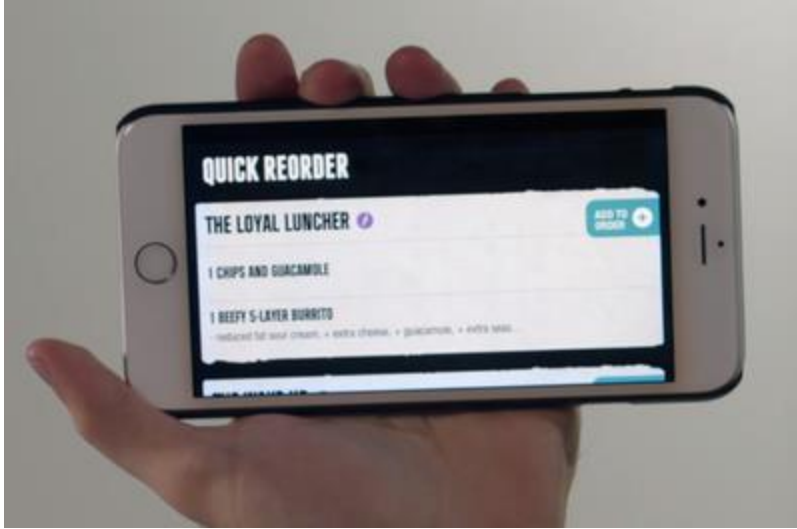 QUICK REORDER
THE LOYAL LUNCHER
ADD TO
ORDER
1 CHIPS AND GUACAMOLE
1 BEEFY 5-LAYER BURRITO
reduced fat sour cream, + extra cheese, + guacamole, + extra seas...